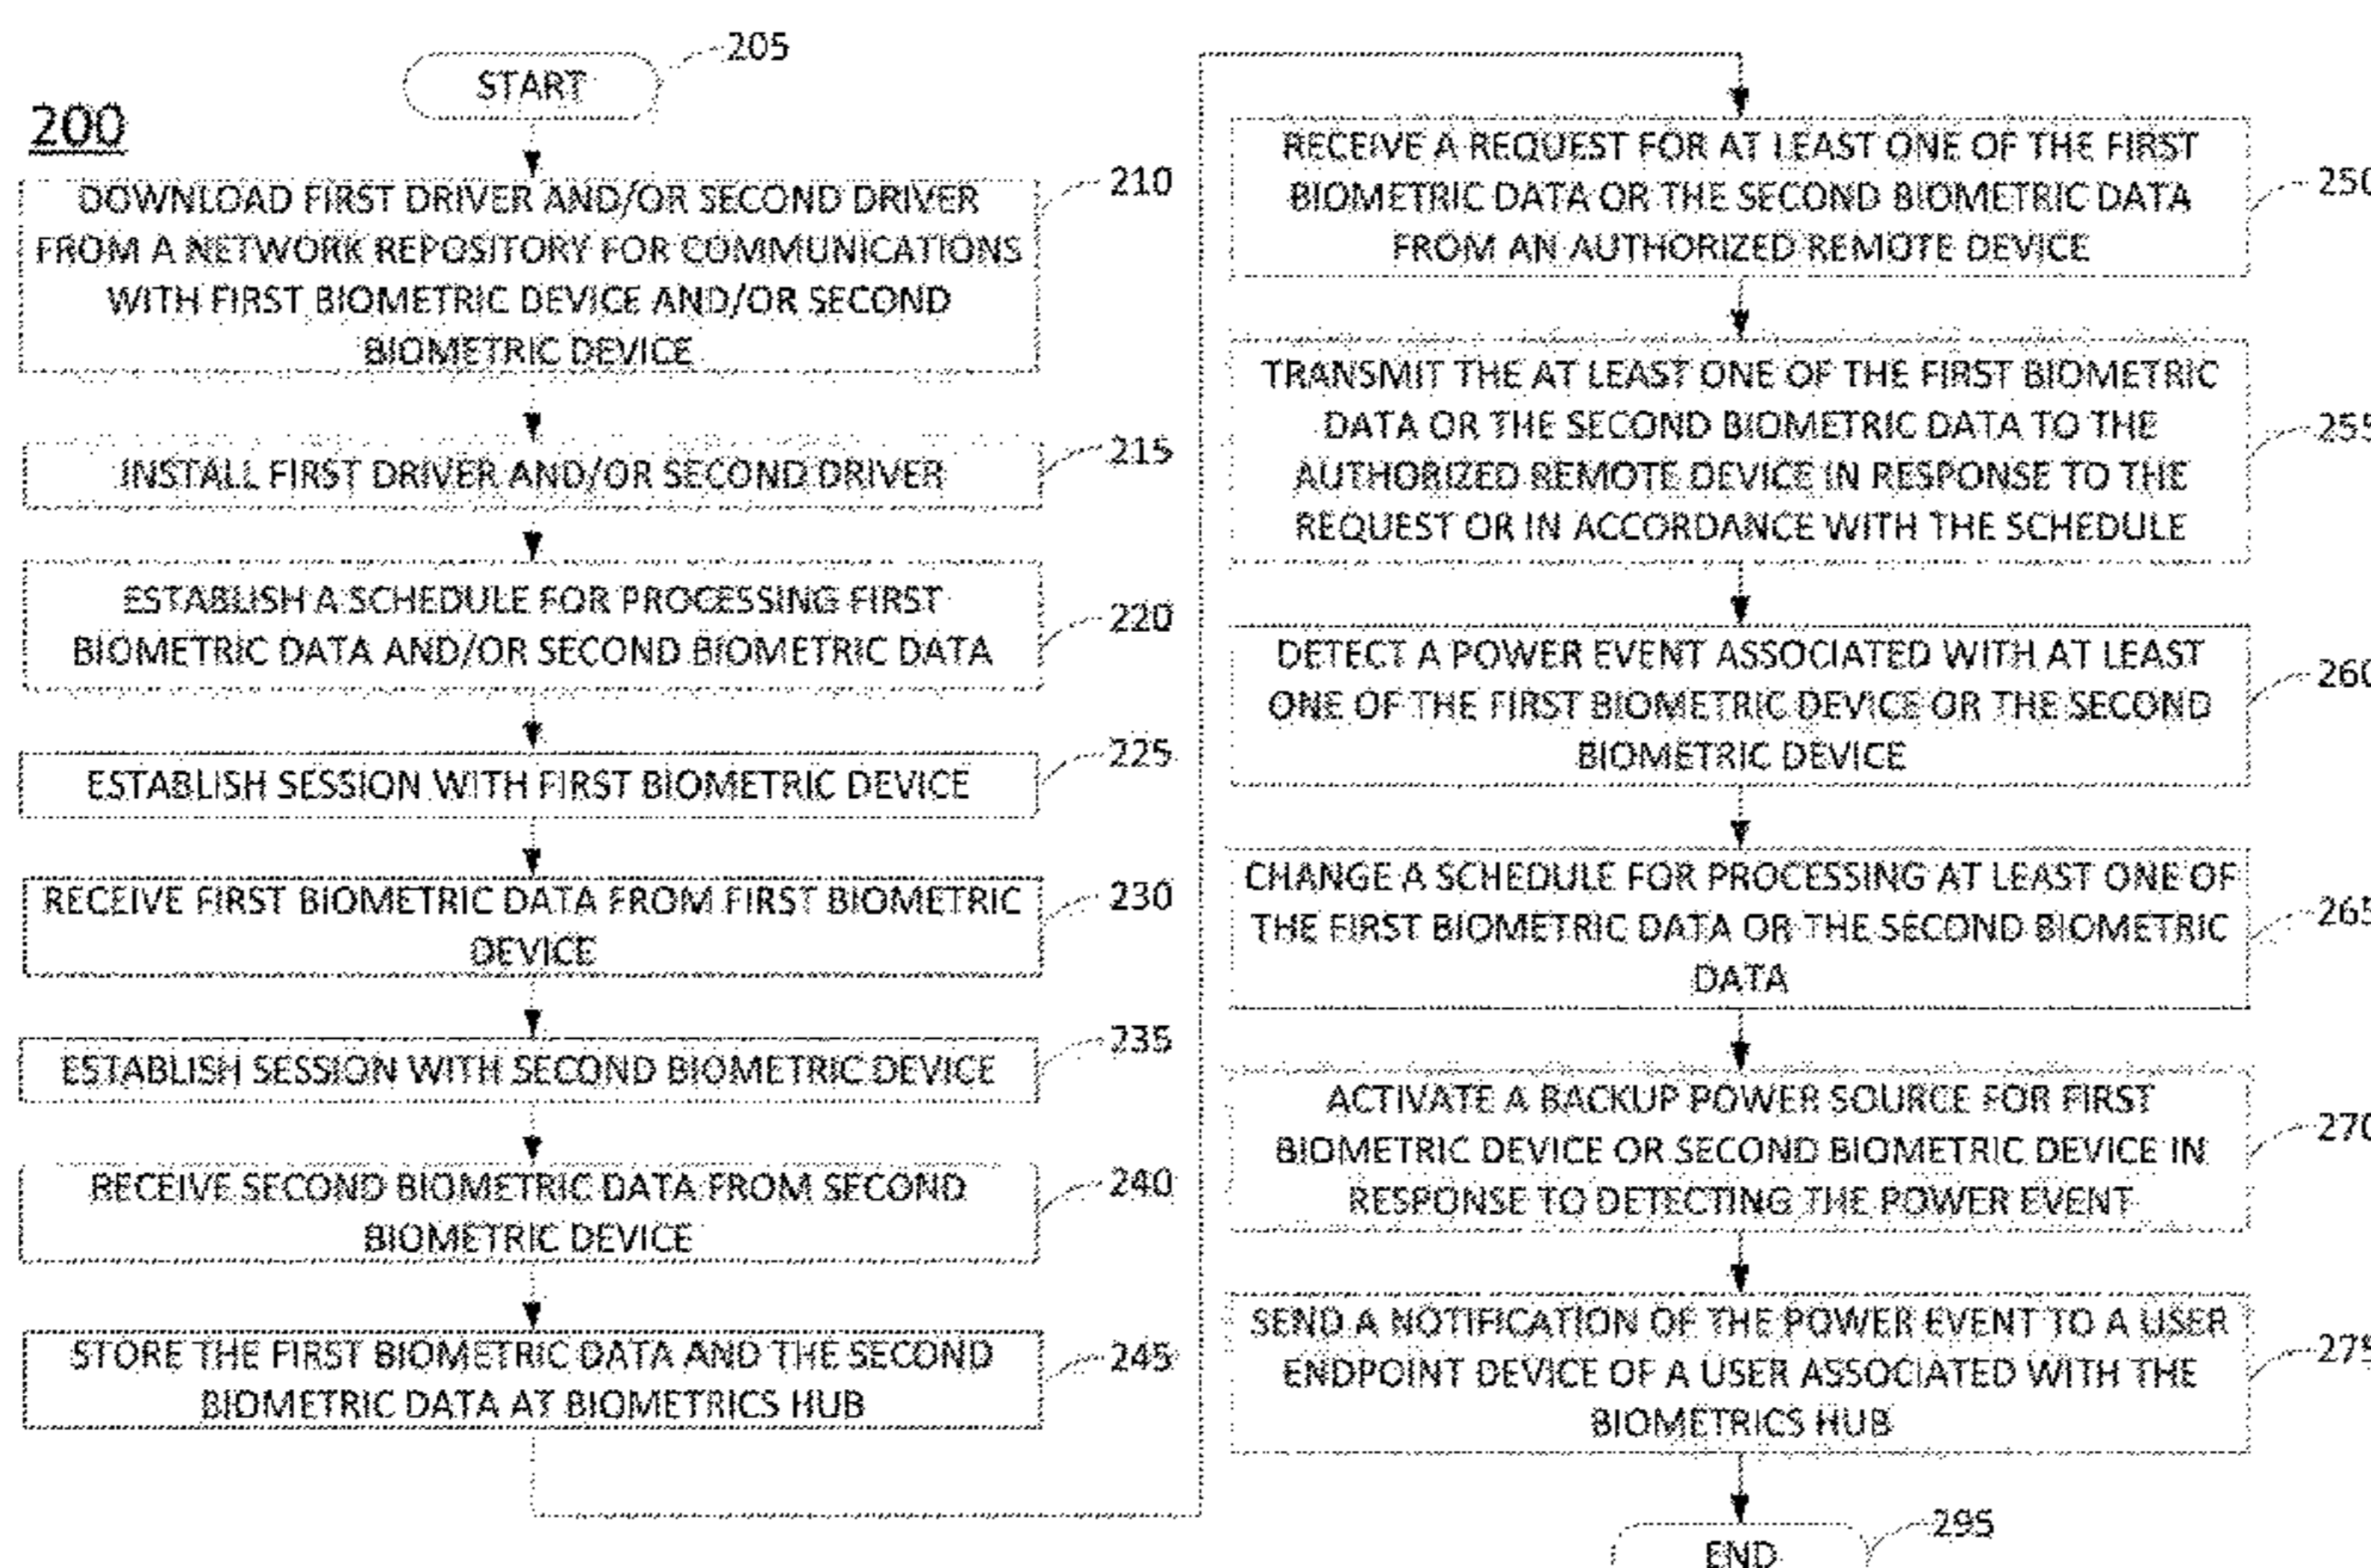 200
START
205
DOWNLOAD FIRST DRIVER AND/OR SECOND DRIVER
FROM A NETWORK REPOSITORY FOR COMMUNICATIONS
WITH FIRST BIOMETRIC DEVICE AND/OR SECOND
BIOMETRIC DEVICE
210
INSTALL FIRST DRIVER AND/OR SECOND DRIVER
215
ESTABLISH A SCHEDULE FOR PROCESSING FIRST
BIOMETRIC DATA AND/OR SECOND BIOMETRIC DATA
220
ESTABLISH SESSION WITH FIRST BIOMETRIC DEVICE
225
RECEIVE FIRST BIOMETRIC DATA FROM FIRST BIOMETRIC
DEVICE
230
ESTABLISH SESSION WITH SECOND BIOMETRIC DEVICE
235
RECEIVE SECOND BIOMETRIC DATA FROM SECOND
BIOMETRIC DEVICE
240
STORE THE FIRST BIOMETRIC DATA AND THE SECOND
BIOMETRIC DATA AT BIOMETRICS HUB
245
RECEIVE A REQUEST FOR AT LEAST ONE OF THE FIRST
BIOMETRIC DATA OR THE SECOND BIOMETRIC DATA
FROM AN AUTHORIZED REMOTE DEVICE
250
TRANSMIT THE AT LEAST ONE OF THE FIRST BIOMETRIC
DATA OR THE SECOND BIOMETRIC DATA TO THE
AUTHORIZED REMOTE DEVICE IN RESPONSE TO THE
REQUEST OR IN ACCORDANCE WITH THE SCHEDULE
255
DETECT A POWER EVENT ASSOCIATED WITH AT LEAST
ONE OF THE FIRST BIOMETRIC DEVICE OR THE SECOND
BIOMETRIC DEVICE
260
CHANGE A SCHEDULE FOR PROCESSING AT LEAST ONE OF
THE FIRST BIOMETRIC DATA OR THE SECOND BIOMETRIC
DATA
265
ACTIVATE A BACKUP POWER SOURCE FOR FIRST
BIOMETRIC DEVICE OR SECOND BIOMETRIC DEVICE IN
RESPONSE TO DETECTING THE POWER EVENT
270
SEND A NOTIFICATION OF THE POWER EVENT TO A USER
ENDPOINT DEVICE OF A USER ASSOCIATED WITH THE
BIOMETRICS HUB
275
END
295